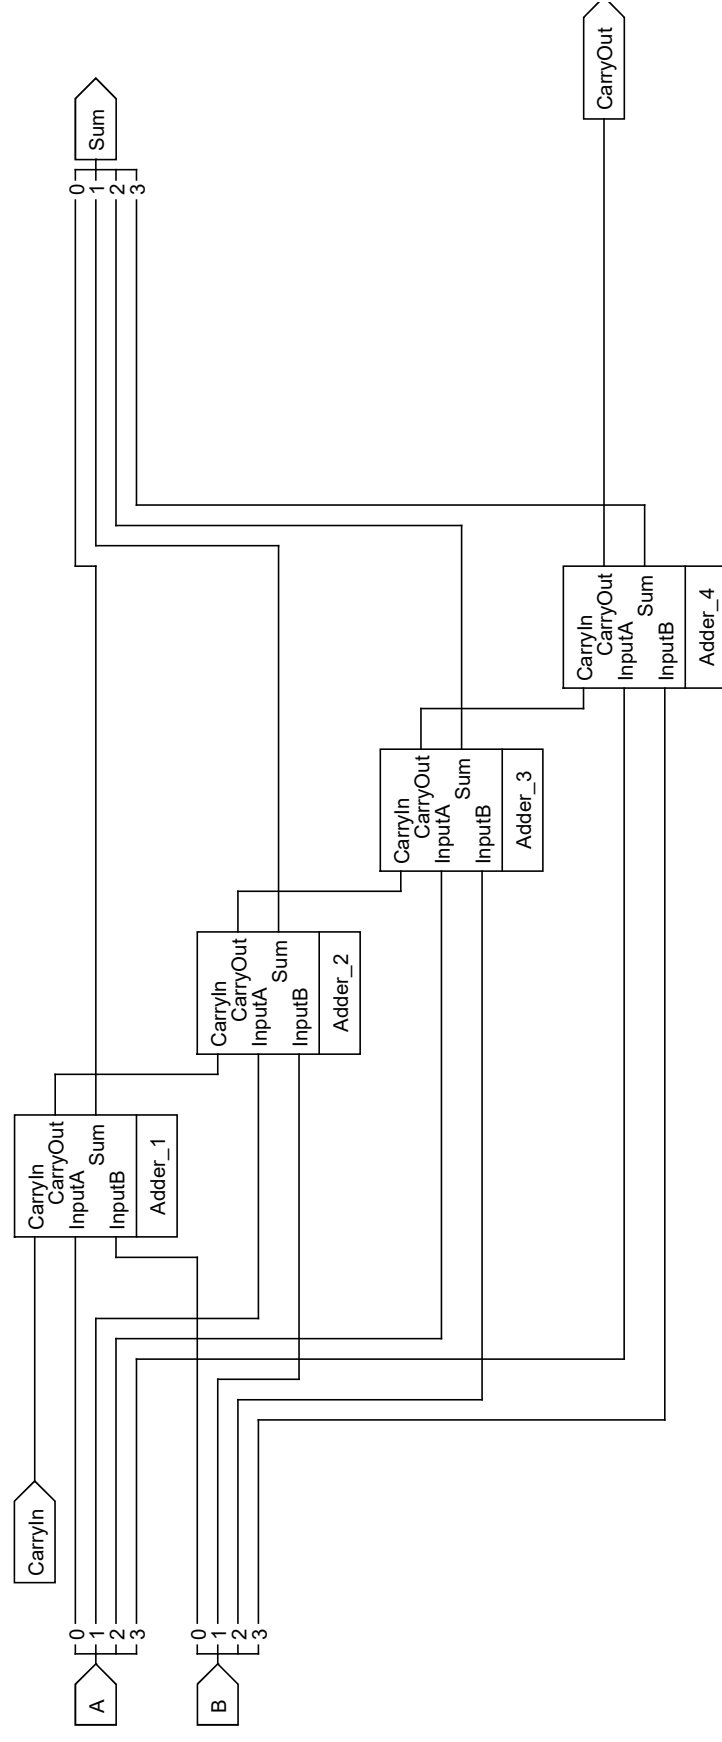 CarryIn
A
0
1
2
3
B
0
1
2
3
CarryIn
CarryOut
InputA
Sum
InputB
Adder_1
CarryIn
CarryOut
InputA
Sum
InputB
Adder_2
CarryIn
CarryOut
InputA
Sum
InputB
Adder_3
CarryIn
CarryOut
InputA
Sum
InputB
Adder_4
0
1
2
3
Sum
CarryOut